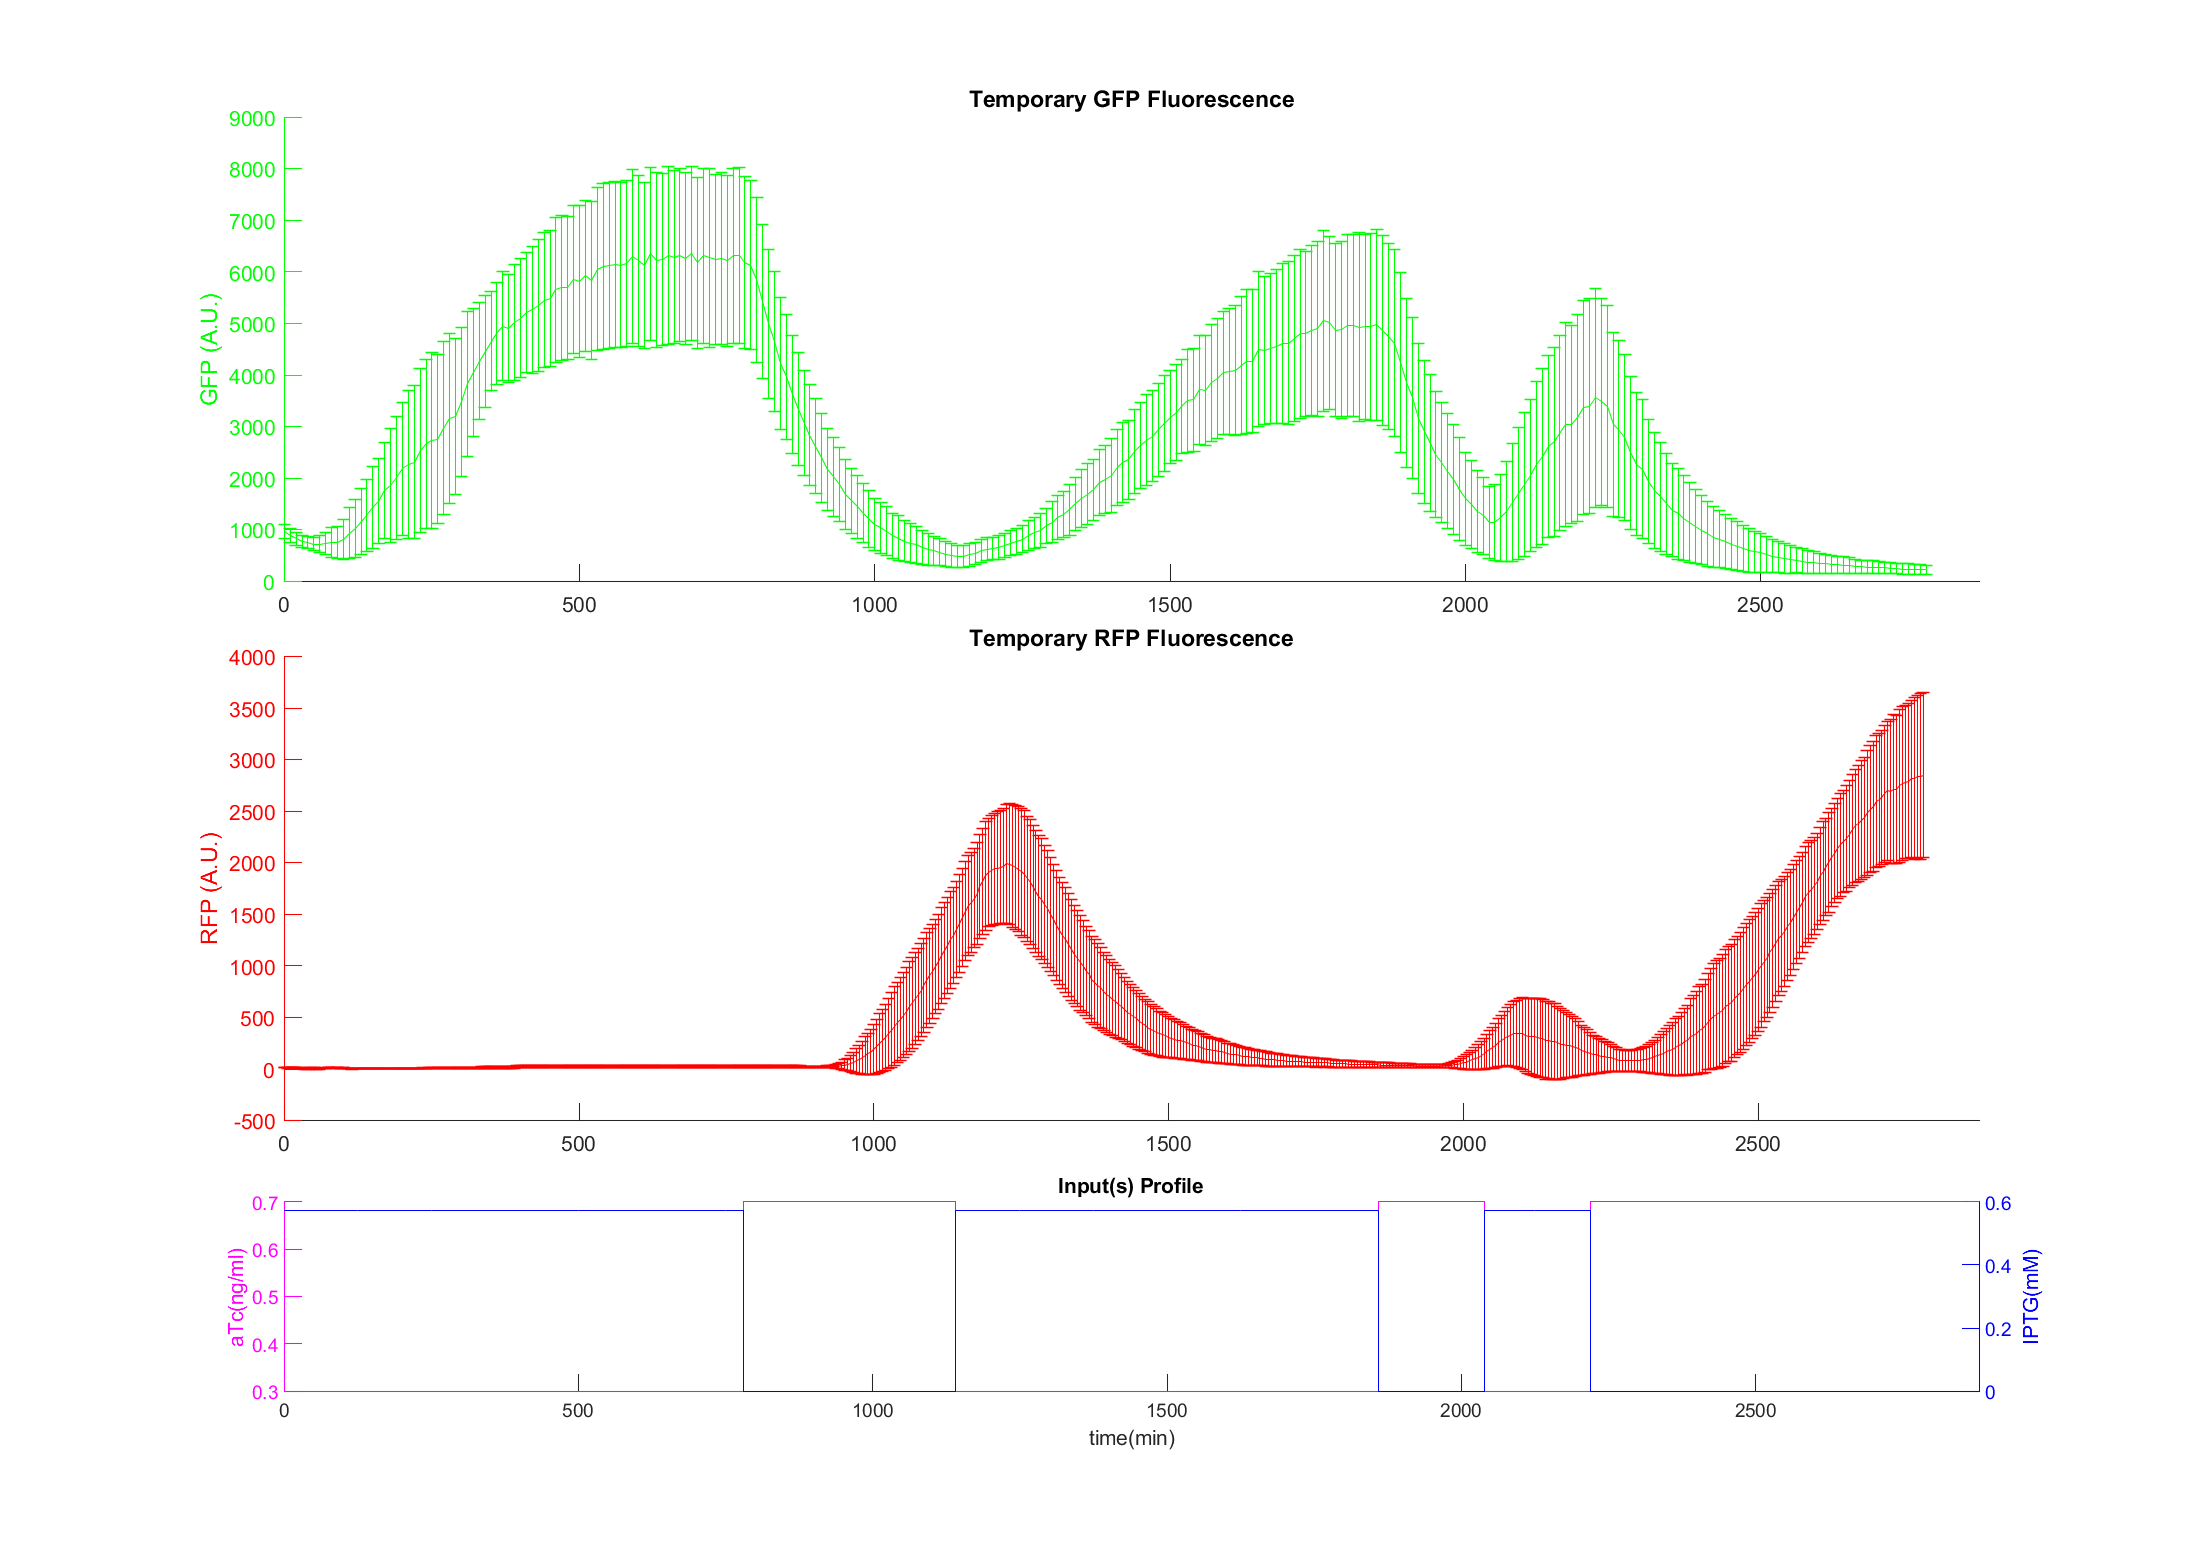 Temporary GFP Fluorescence
9000
8000
7000
6000
5000
4000
3000
2000
1000
0
GFP (A.U.)
0 500 1000 1500 2000 2500
Temporary RFP Fluorescence
4000
3500
3000
2500
2000
1500
1000
500
0
-500
RFP (A.U.)
0 500 1000 1500 2000 2500
Input(s) Profile
0.7
0.6
0.5
0.4
0.3
aTc(ng/ml)
0.6
0.4
0.2
0
IPTG(mM)
0 500 1000 1500 2000 2500
time(min)